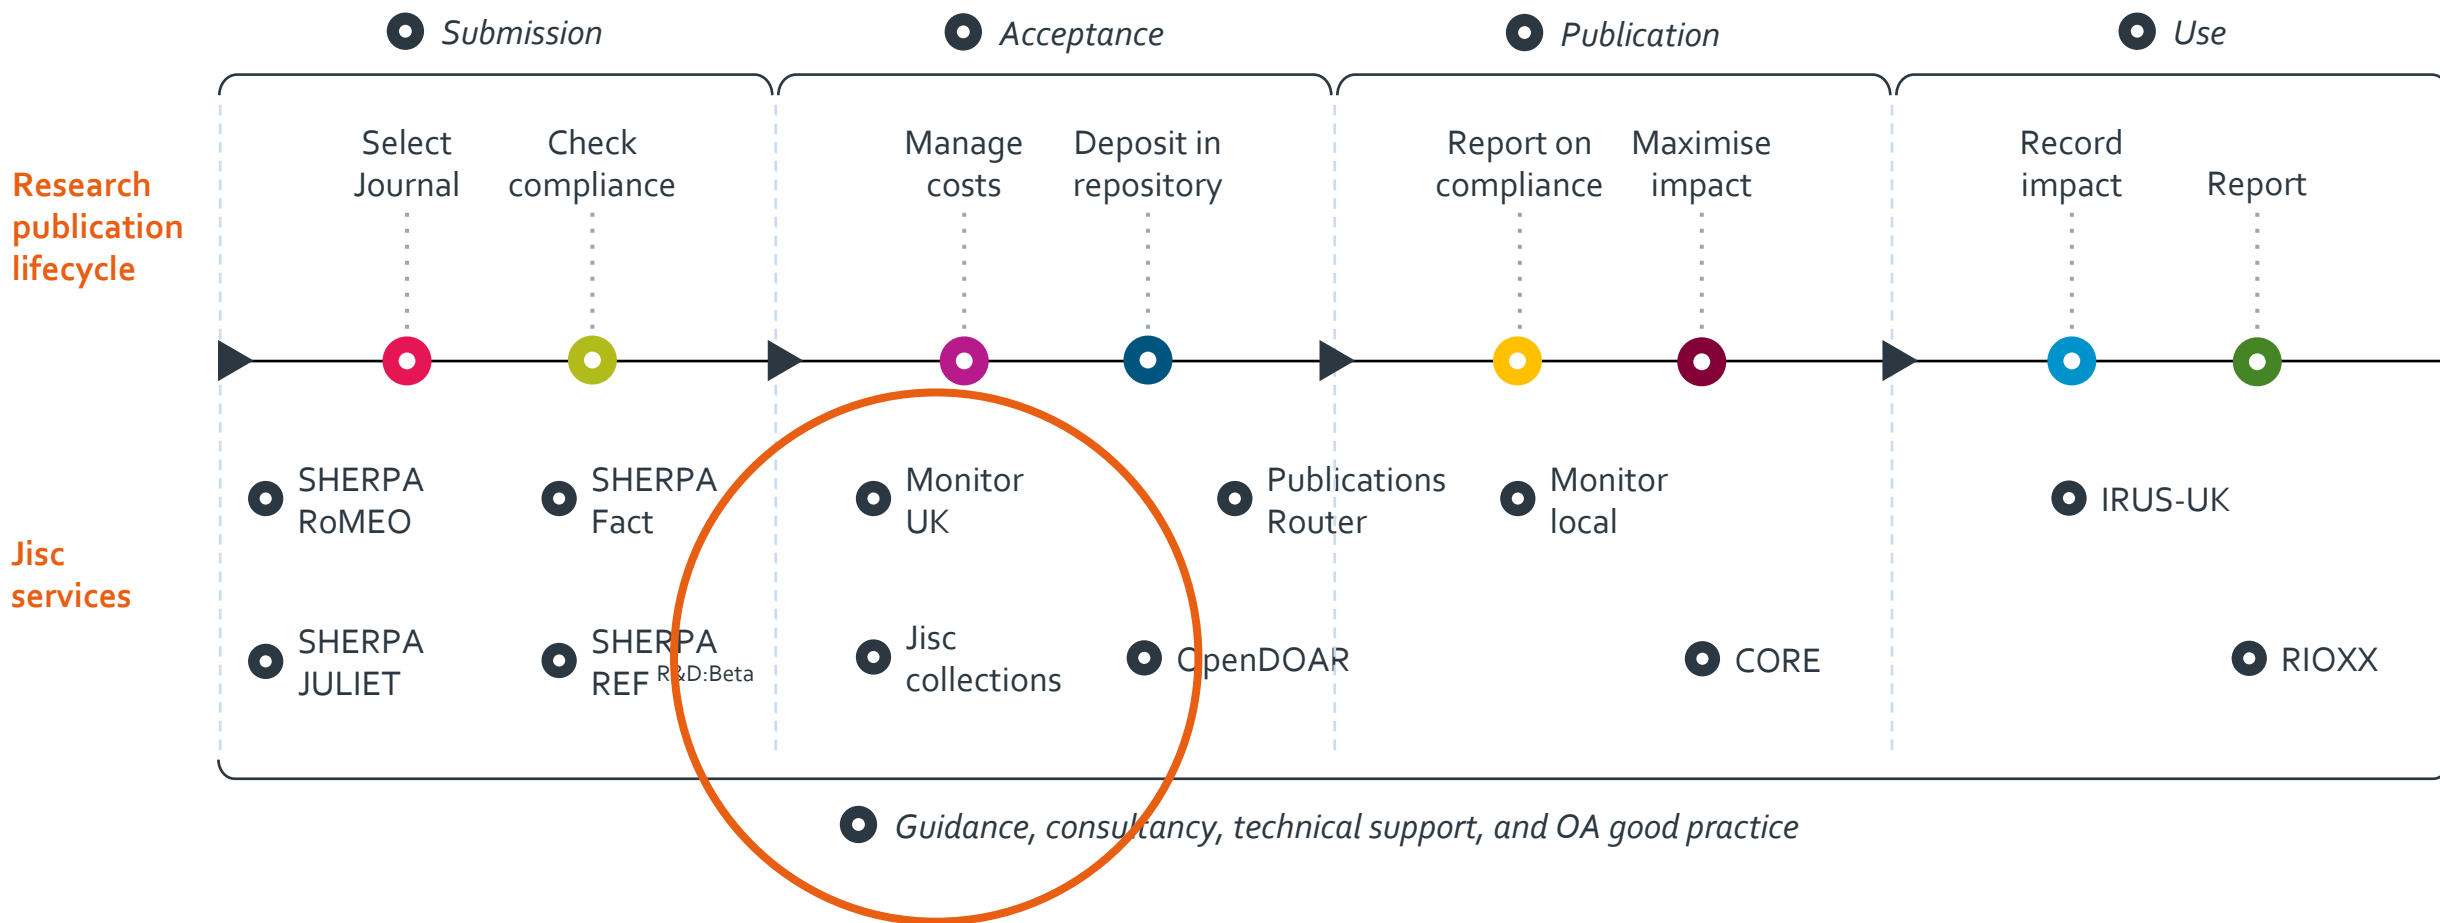 Submission
Acceptance
Publication
Use
Research
publication
lifecycle
Select
Journal
Check
compliance
Manage
costs
Deposit in
repository
Report on
compliance
Maximise
impact
Record
impact
Report
Jisc
services
SHERPA
RoMEO
SHERPA
Fact
Monitor
UK
Publications
Router
Monitor
local
IRUS-UK
SHERPA
JULIET
SHERPA
REF R&D:Beta
Jisc
collections
OpenDOAR
CORE
RIOXX
Guidance, consultancy, technical support, and OA good practice